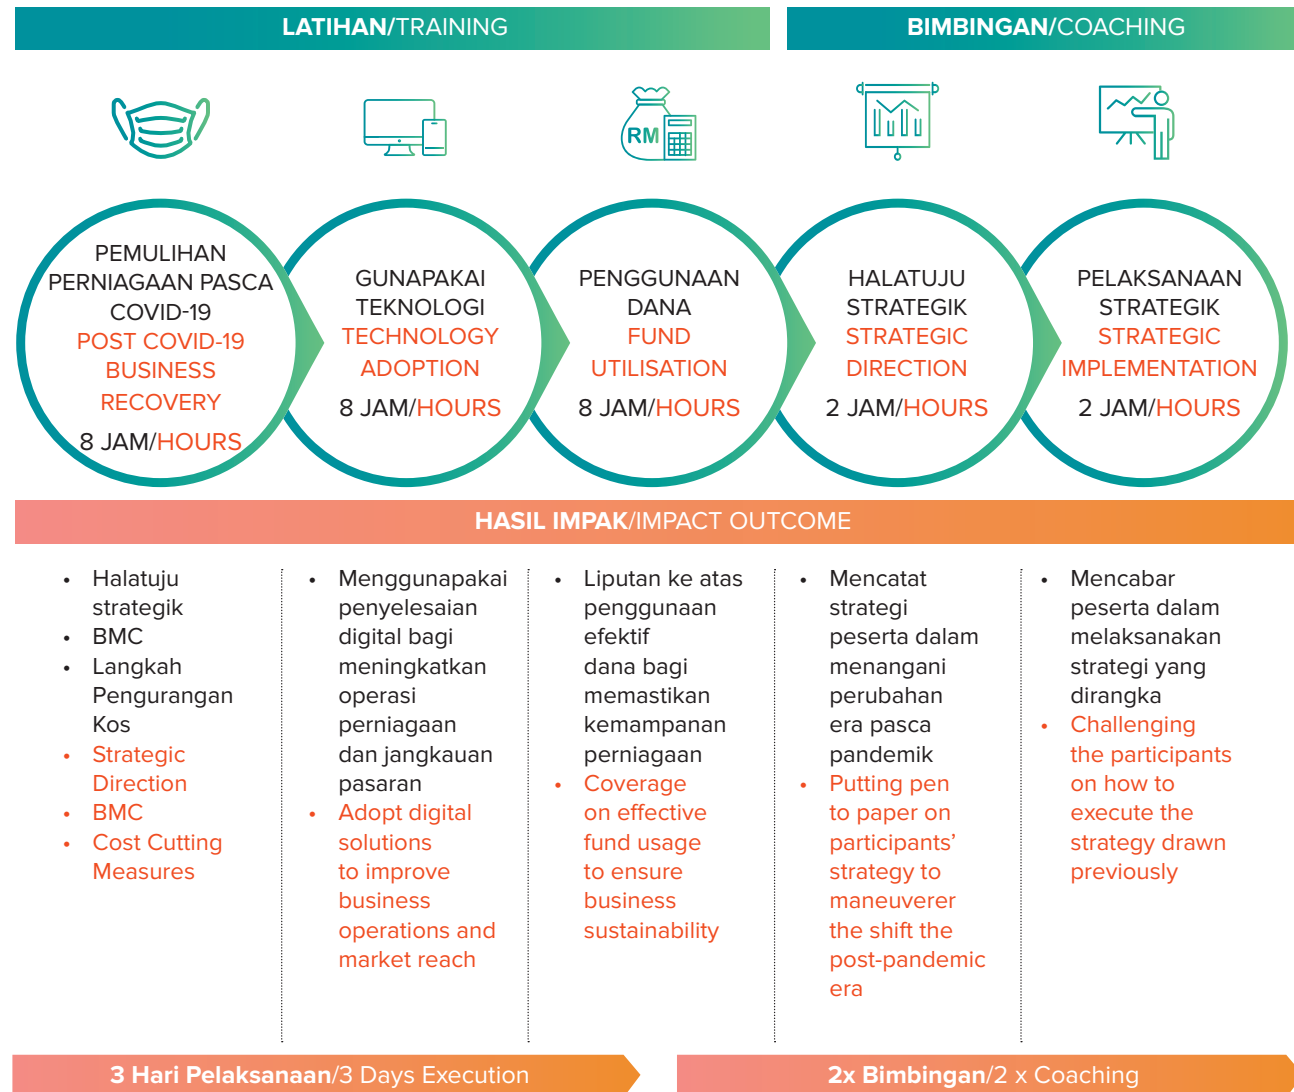 LATIHAN/TRAINING
BIMBINGAN/COACHING
RM
PEMULIHAN
PERNIAGAAN PASCA
COVID-19
POST COVID-19
BUSINESS
RECOVERY
8 JAM/HOURS
GUNAPAKAI
TEKNOLOGI
TECHNOLOGY
ADOPTION
8 JAM/HOURS
PENGGUNAAN
DANA
FUND
UTILISATION
8 JAM/HOURS
HALATUJU
STRATEGIK
STRATEGIC
DIRECTION
2 JAM/HOURS
PELAKSANAAN
STRATEGIK
STRATEGIC
IMPLEMENTATION
2 JAM/HOURS
HASIL IMPAK/IMPACT OUTCOME
• Halatuju
strategik
• BMC
• Langkah
Pengurangan
Kos
• Strategic
Direction
• BMC
• Cost Cutting
Measures
• Menggunapakai
penyelesaian
digital bagi
meningkatkan
operasi
perniagaan
dan jangkauan
pasaran
• Adopt digital
solutions
to improve
business
operations and
market reach
• Liputan ke atas
penggunaan
efektif
dana bagi
memastikan
kemampanan
perniagaan
• Coverage
on effective
fund usage
to ensure
business
sustainability
• Mencatat
strategi
peserta dalam
menangani
perubahan
era pasca
pandemik
• Putting pen
to paper on
participants’
strategy to
maneuverer
the shift the
post-pandemic
era
• Mencabar
peserta dalam
melaksanakan
strategi yang
dirangka
• Challenging
the participants
on how to
execute the
strategy drawn
previously
3 Hari Pelaksanaan/3 Days Execution
2x Bimbingan/2 x Coaching